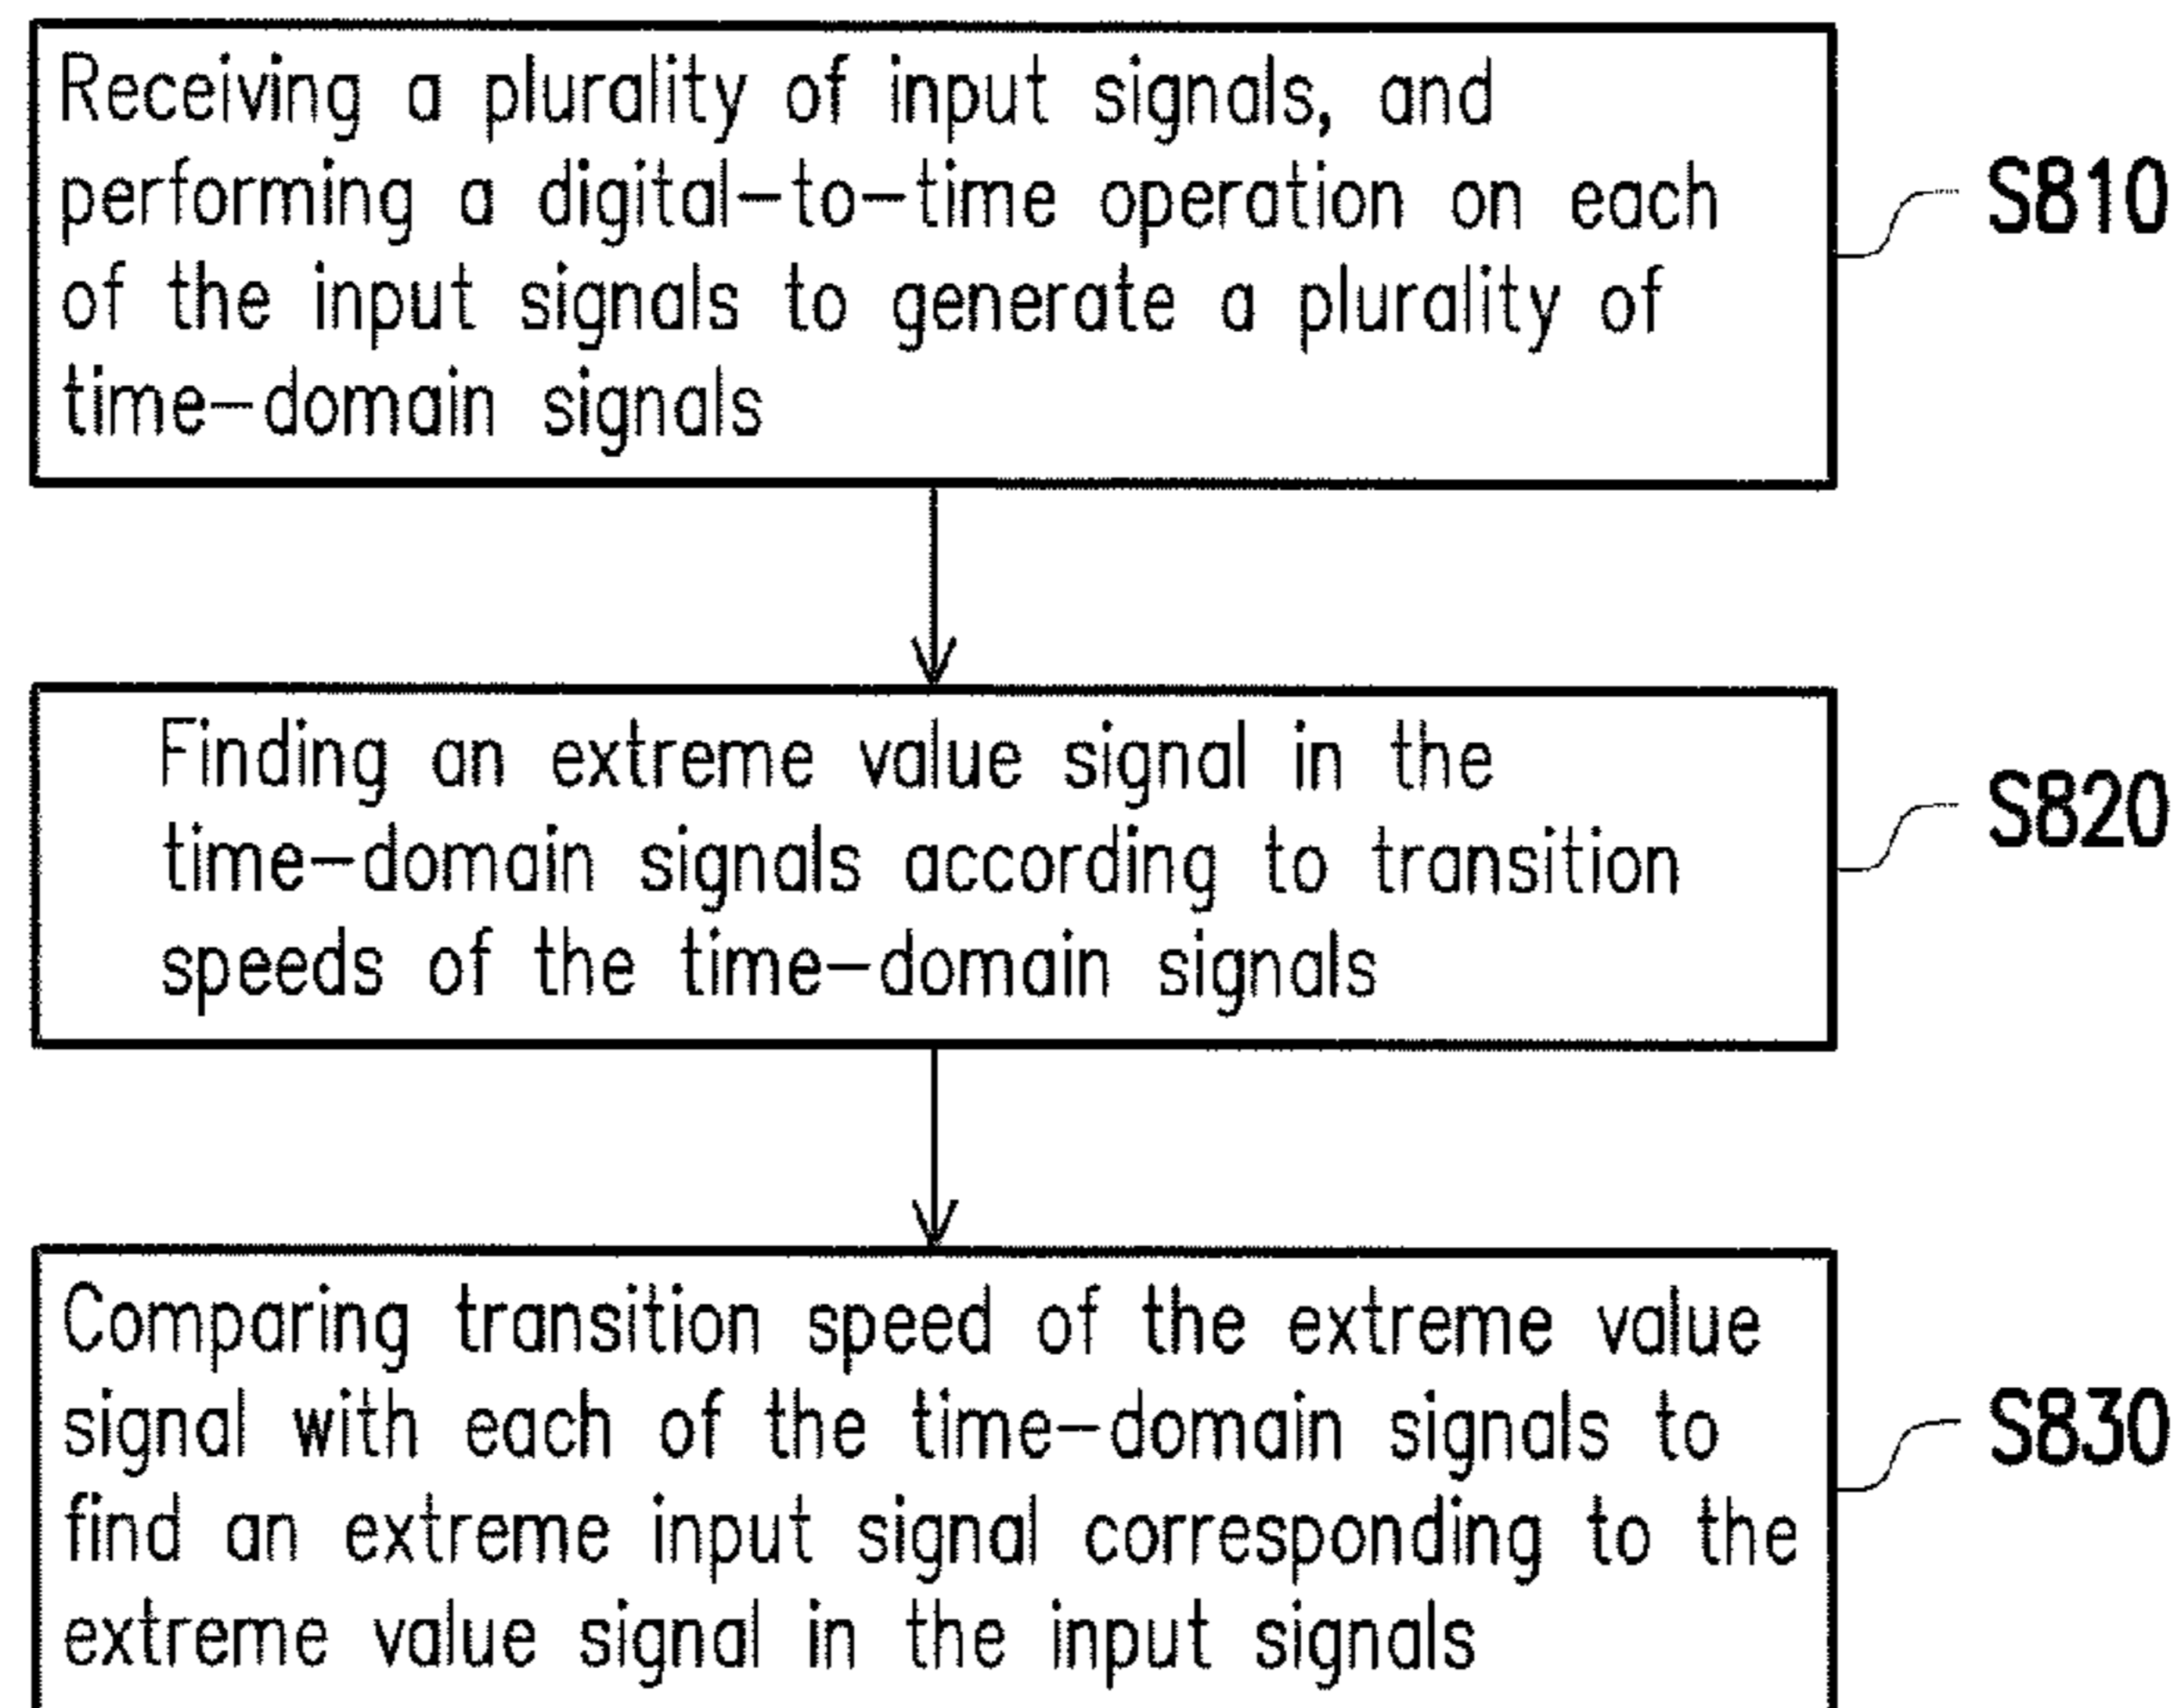 Receiving a plurality of input signals, and
performing a digital-to-time operation on each
of the input signals to generate a plurality of
time-domain signals
S810
Finding an extreme value signal in the
time-domain signals according to transition
speeds of the time-domain signals
S820
Comparing transition speed of the extreme value
signal with each of the time-domain signals to
find an extreme input signal corresponding to the
extreme value signal in the input signals
S830